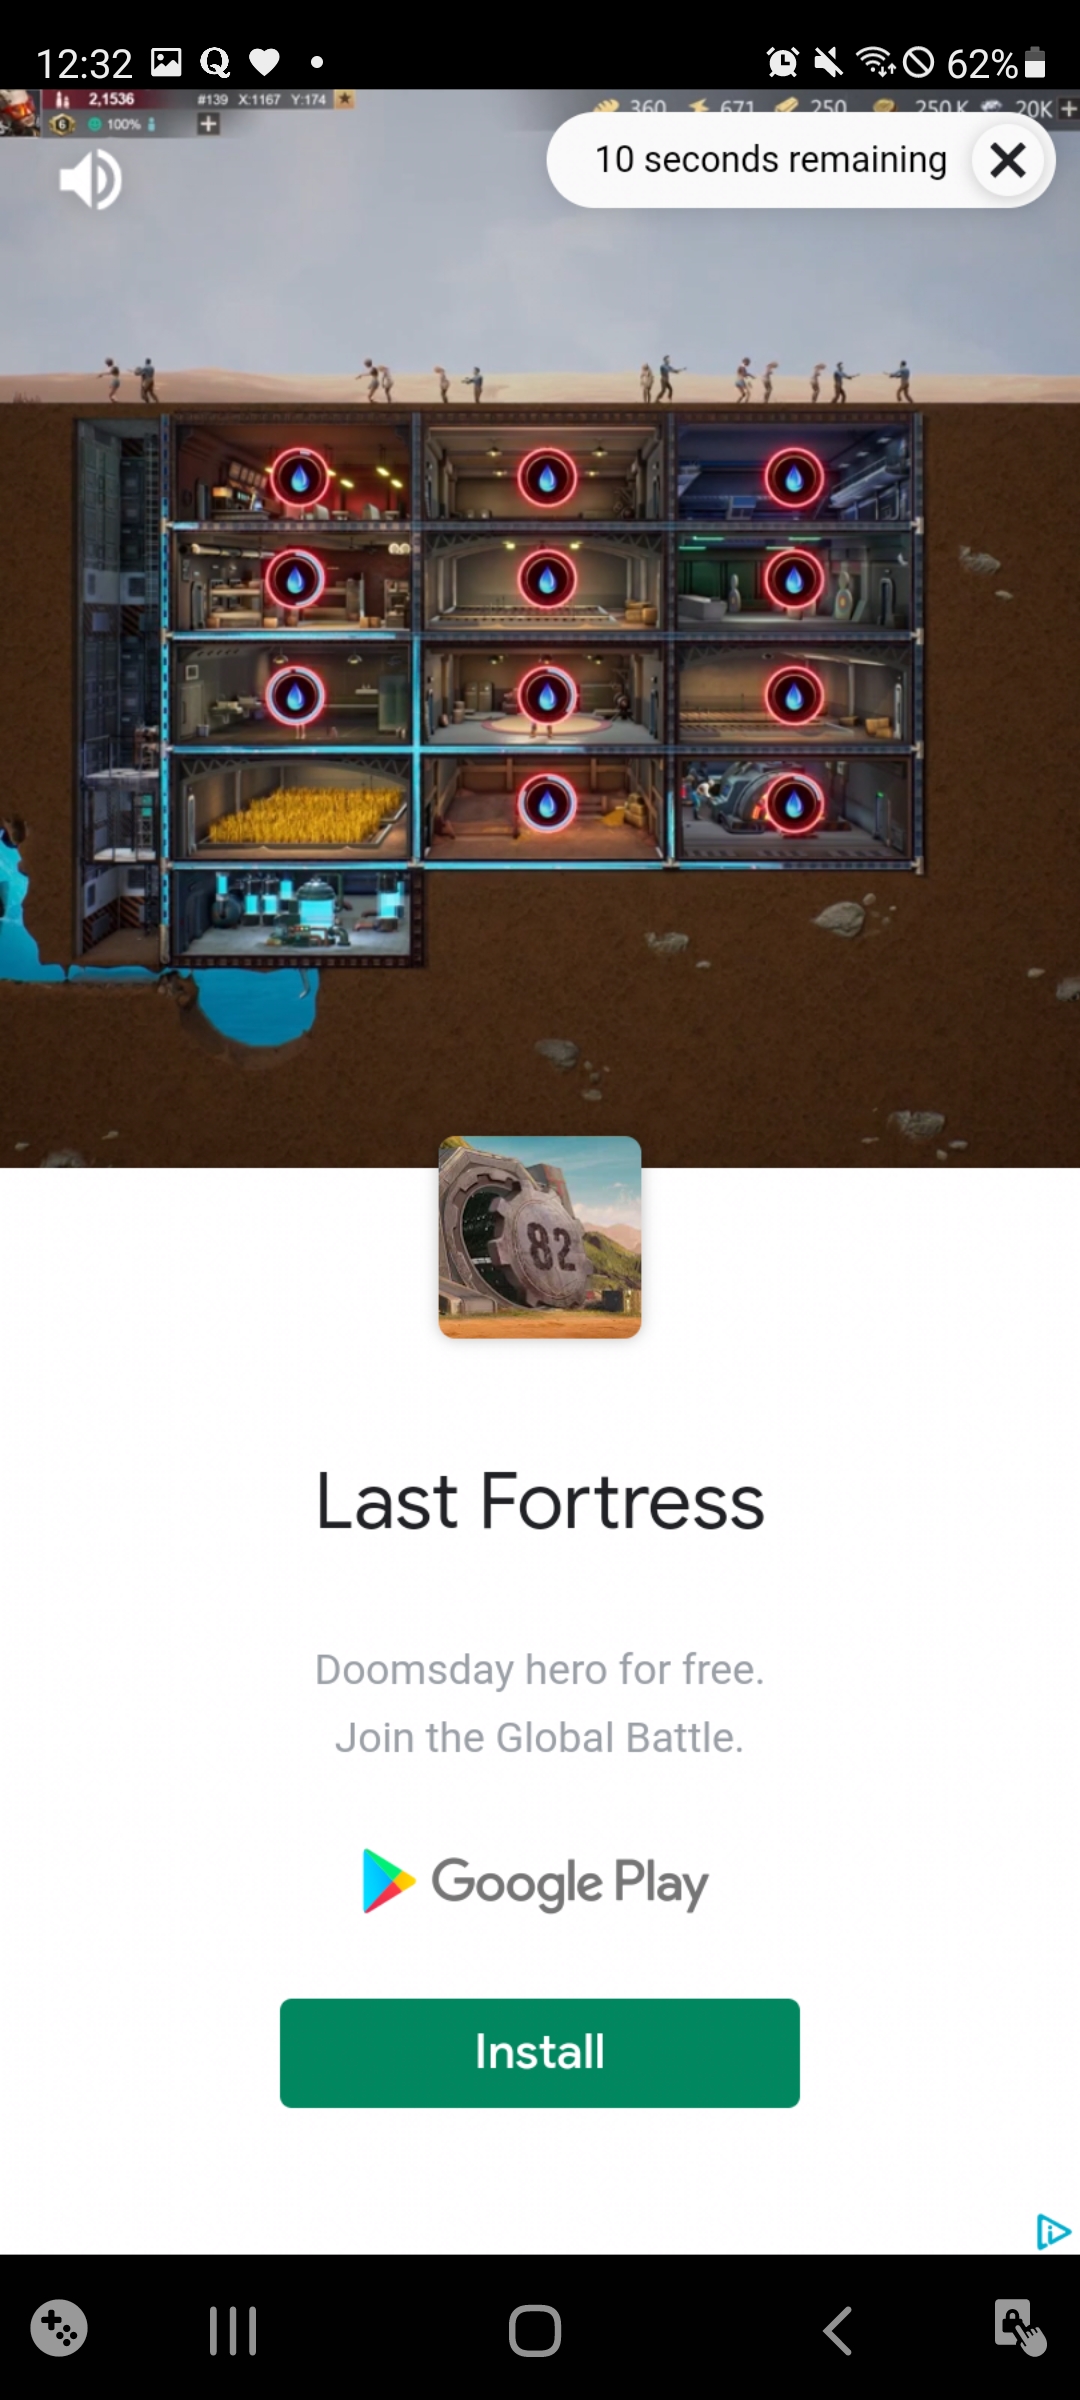 12:32 62%
2,1536 #139 X:1167 Y:174 360 671 250 250K 20K
6 100%
10 seconds remaining
82
Last Fortress
Doomsday hero for free.
Join the Global Battle.
Google Play
Install